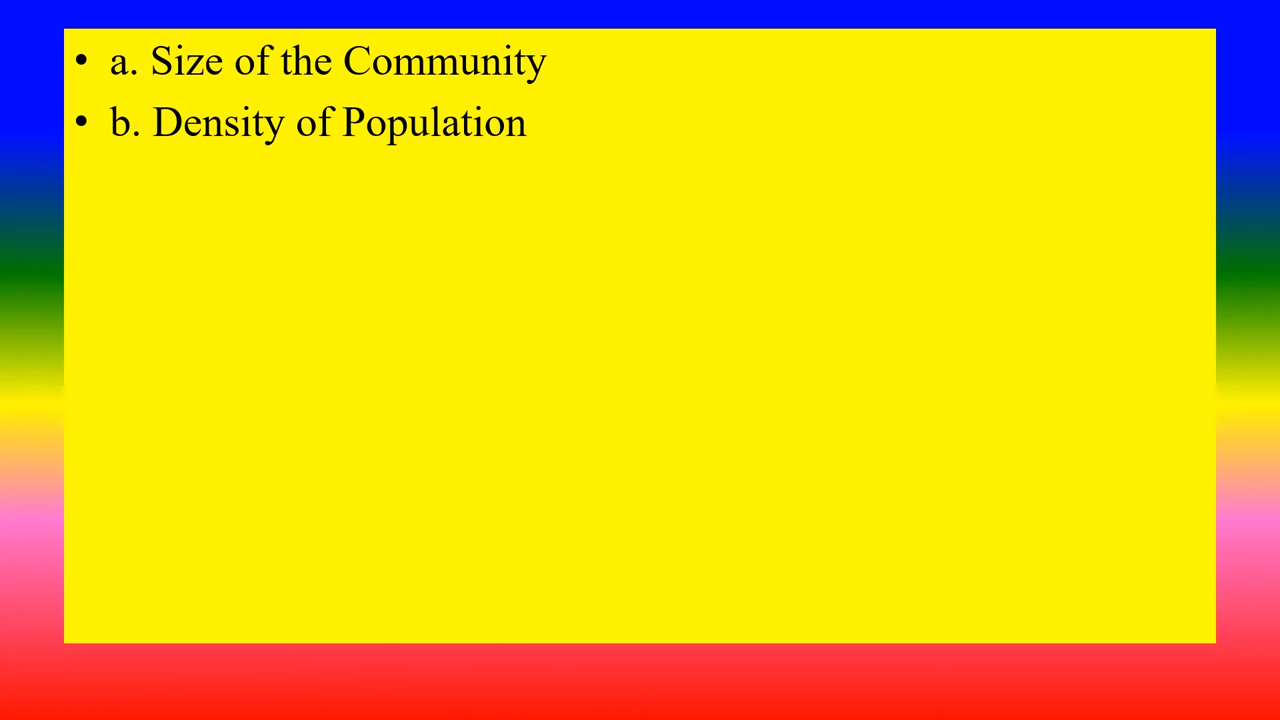 • a. Size of the Community
• b. Density of Population